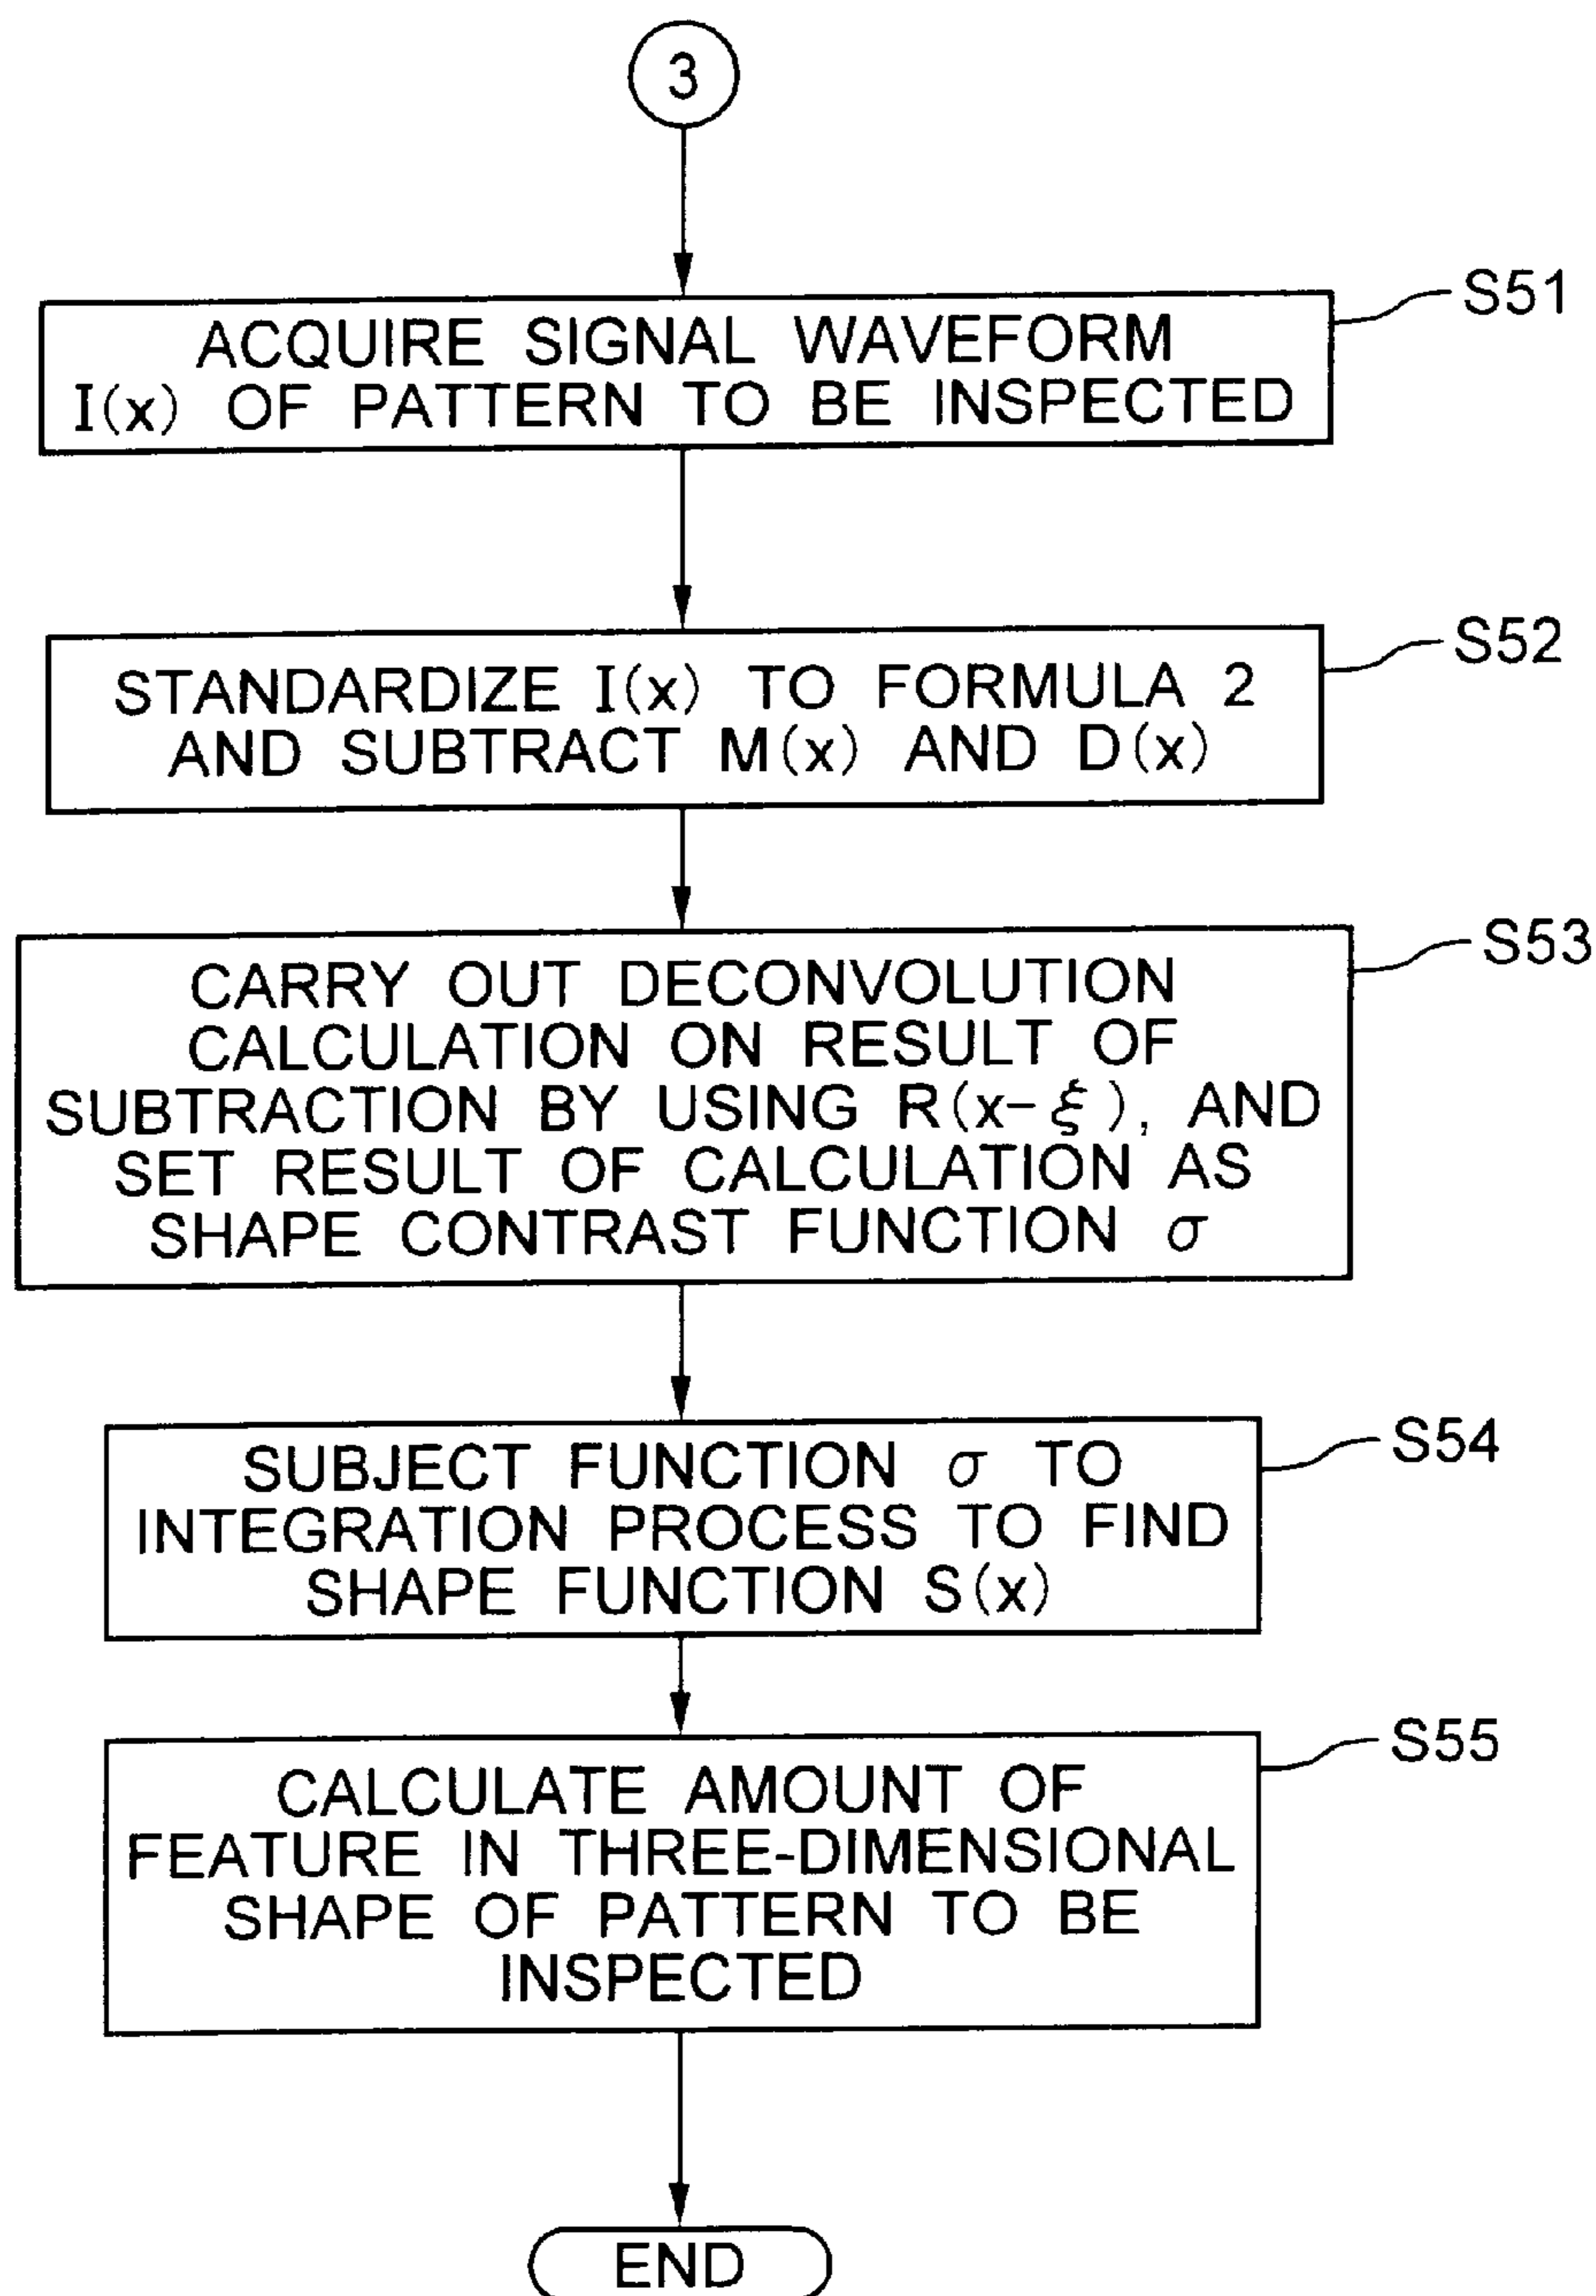 3
S51
ACQUIRE SIGNAL WAVEFORM
I(x) OF PATTERN TO BE INSPECTED
S52
STANDARDIZE I(x) TO FORMULA 2
AND SUBTRACT M(x) AND D(x)
S53
CARRY OUT DECONVOLUTION
CALCULATION ON RESULT OF
SUBTRACTION BY USING R(x-ξ), AND
SET RESULT OF CALCULATION AS
SHAPE CONTRAST FUNCTION σ
S54
SUBJECT FUNCTION σ TO
INTEGRATION PROCESS TO FIND
SHAPE FUNCTION S(x)
S55
CALCULATE AMOUNT OF
FEATURE IN THREE-DIMENSIONAL
SHAPE OF PATTERN TO BE
INSPECTED
END